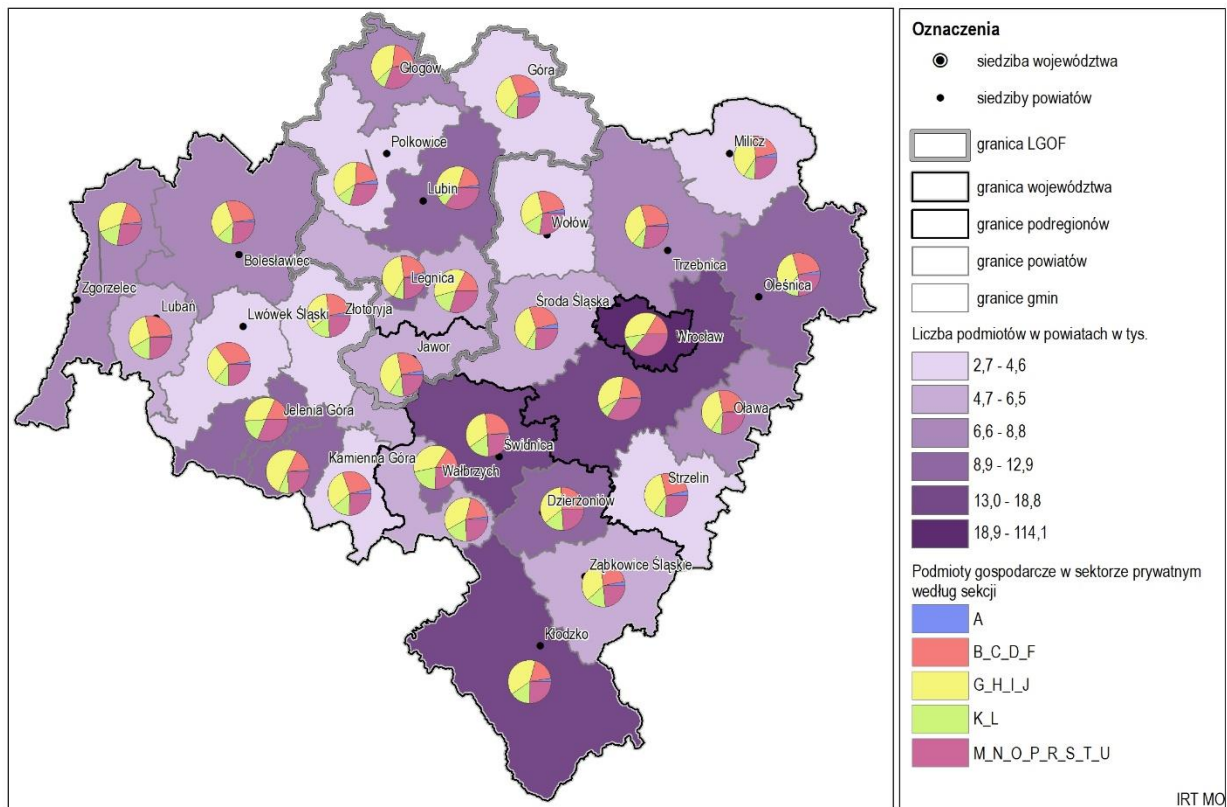 Głogów
Góra
Polkowice
Milicz
Lubin
Wołów
Trzebnica
Oleśnica
Bolesławiec
Zgorzelec
Legnica
Lubań
Lwówek Śląski
Złotoryja
Środa Śląska
Wrocław
Jawor
Jelenia Góra
Oława
Świdnica
Kamienna Góra
Wałbrzych
Strzelin
Dzierżoniów
Ząbkowice Śląskie
Kłodzko
Oznaczenia
siedziba województwa
siedziby powiatów
granica LGOF
granica województwa
granice podregionów
granice powiatów
granice gmin
Liczba podmiotów w powiatach w tys.
2,7 - 4,6
4,7 - 6,5
6,6 - 8,8
8,9 - 12,9
13,0 - 18,8
18,9 - 114,1
Podmioty gospodarcze w sektorze prywatnym
według sekcji
A
B_C_D_F
G_H_I_J
K_L
M_N_O_P_R_S_T_U
IRT MO